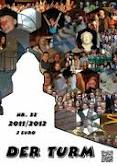 NR. 32
2011/2012
2 EURO
DER TURM